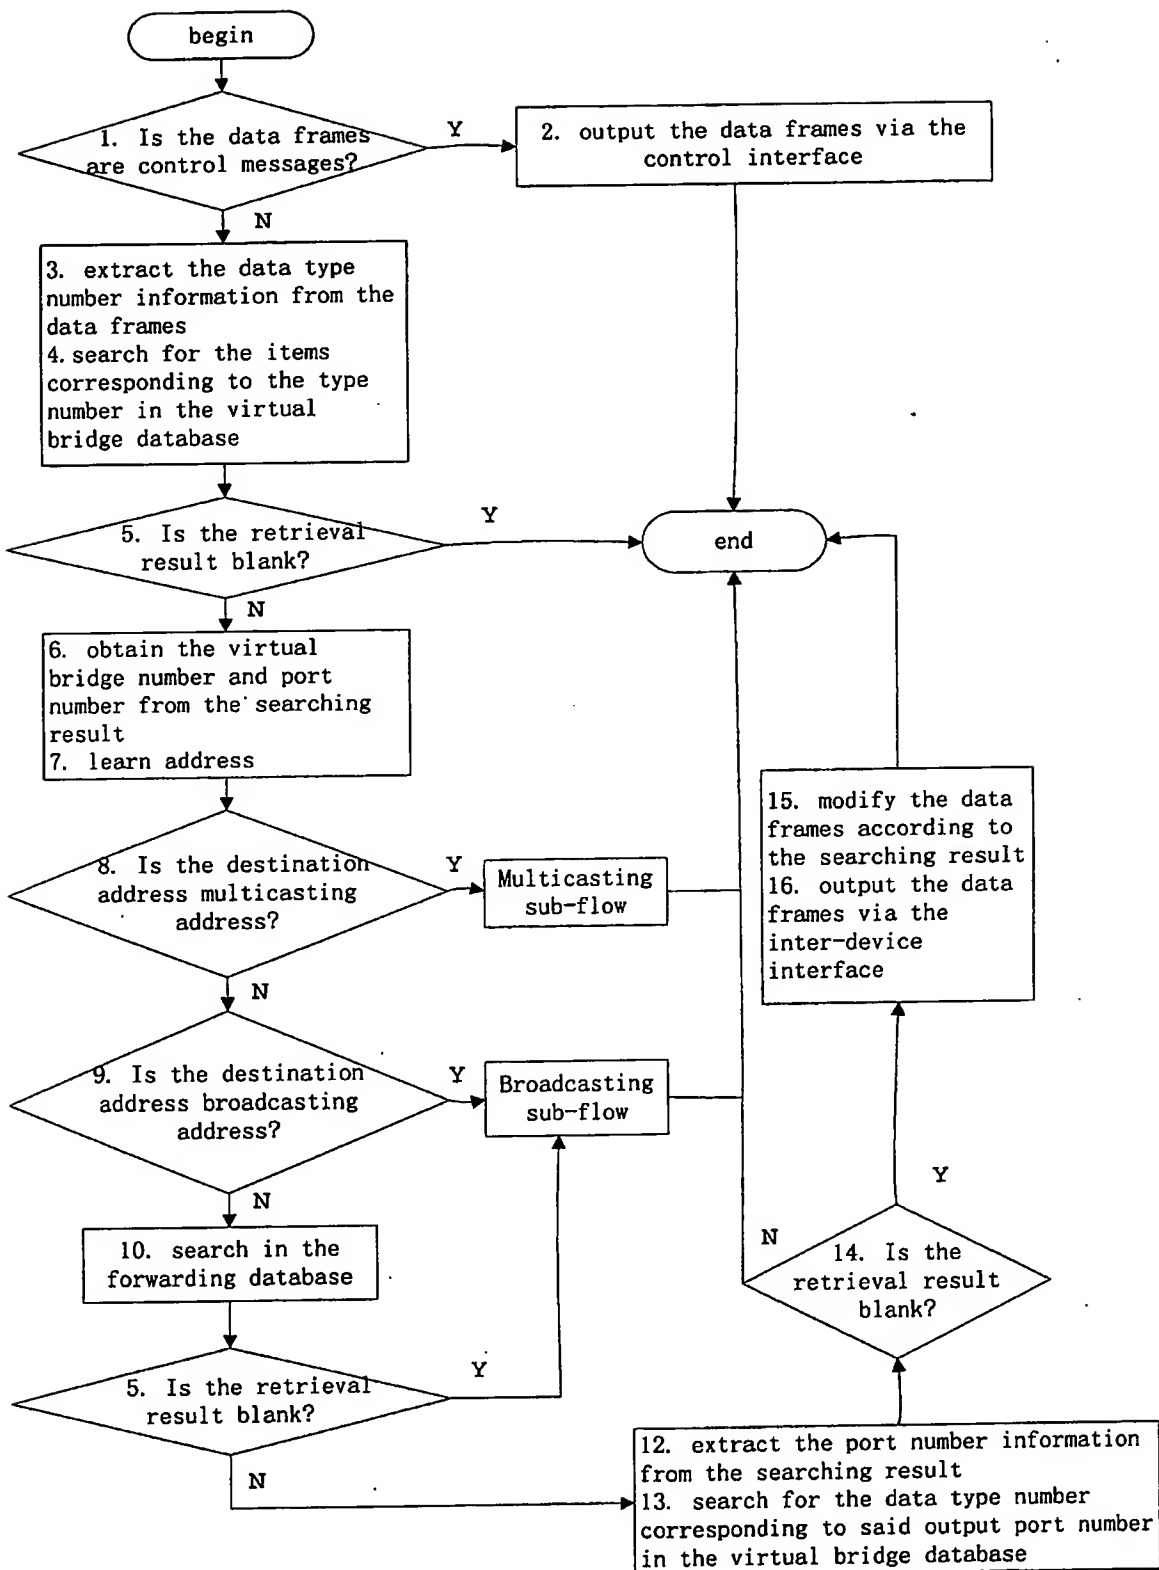 begin
1. Is the data frames
are control messages?
Y
2. output the data frames via the
control interface
N
3. extract the data type
number information from the
data frames
4. search for the items
corresponding to the type
number in the virtual
bridge database
5. Is the retrieval
result blank?
Y
end
N
6. obtain the virtual
bridge number and port
number from the searching
result
7. learn address
8. Is the destination
address multicasting
address?
Y
Multicasting
sub-flow
15. modify the data
frames according to
the searching result
16. output the data
frames via the
inter-device
interface
N
9. Is the destination
address broadcasting
address?
Y
Broadcasting
sub-flow
Y
N
N
10. search in the
forwarding database
14. Is the
retrieval result
blank?
5. Is the retrieval
result blank?
Y
N
12. extract the port number information
from the searching result
13. search for the data type number
corresponding to said output port number
in the virtual bridge database